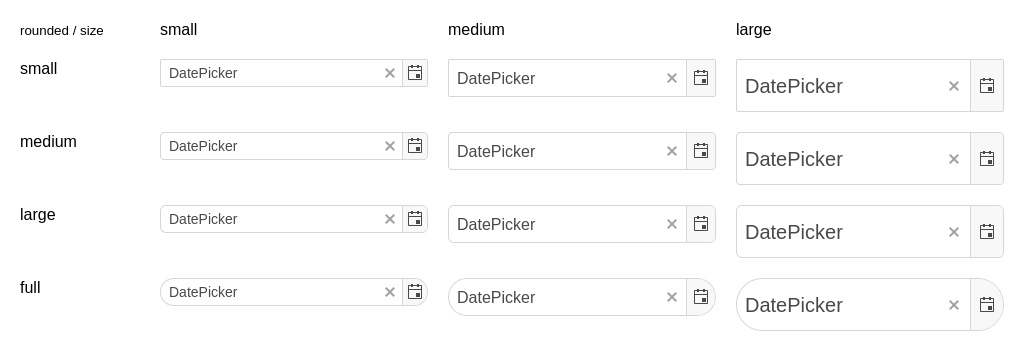 rounded / size small medium large
small DatePicker DatePicker DatePicker
medium DatePicker DatePicker DatePicker
large DatePicker DatePicker DatePicker
full DatePicker DatePicker DatePicker